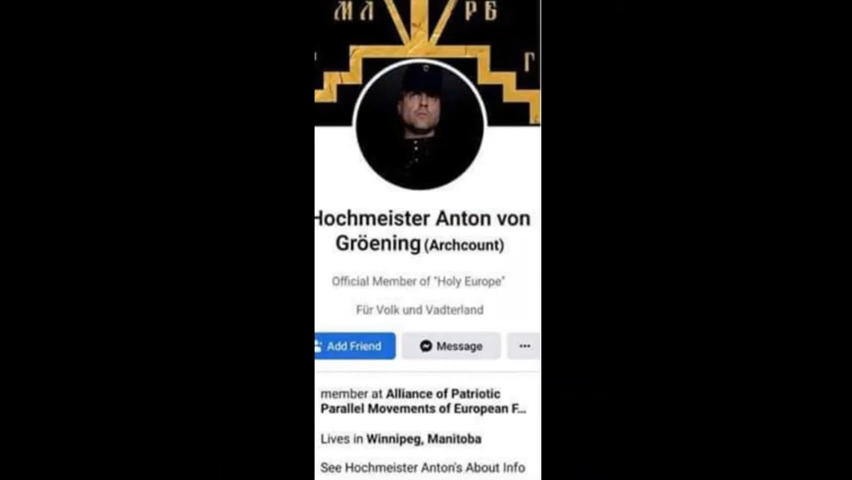 МЛ РБ
Г
Hochmeister Anton von
Gröening (Archcount)
Official Member of "Holy Europe"
Für Volk und Vadterland
Add Friend
Message
member at Alliance of Patriotic
Parallel Movements of European F...
Lives in Winnipeg, Manitoba
See Hochmeister Anton's About Info